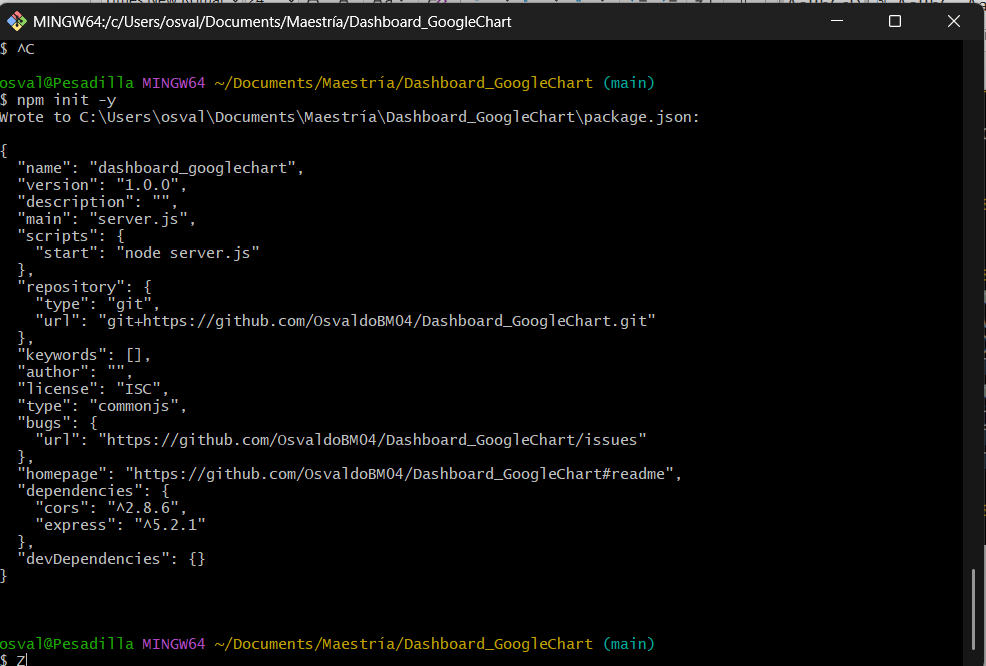 MINGW64:/c/Users/osval/Documents/Maestría/Dashboard_GoogleChart
$ ^C
osval@Pesadilla MINGW64 ~/Documents/Maestría/Dashboard_GoogleChart (main)
$ npm init -y
Wrote to C:\Users\osval\Documents\Maestría\Dashboard_GoogleChart\package.json:
{
  "name": "dashboard_googlechart",
  "version": "1.0.0",
  "description": "",
  "main": "server.js",
  "scripts": {
    "start": "node server.js"
  },
  "repository": {
    "type": "git",
    "url": "git+https://github.com/OsvaldoBM04/Dashboard_GoogleChart.git"
  },
  "keywords": [],
  "author": "",
  "license": "ISC",
  "type": "commonjs",
  "bugs": {
    "url": "https://github.com/OsvaldoBM04/Dashboard_GoogleChart/issues"
  },
  "homepage": "https://github.com/OsvaldoBM04/Dashboard_GoogleChart#readme",
  "dependencies": {
    "cors": "^2.8.6",
    "express": "^5.2.1"
  },
  "devDependencies": {}
}
osval@Pesadilla MINGW64 ~/Documents/Maestría/Dashboard_GoogleChart (main)
$ Z